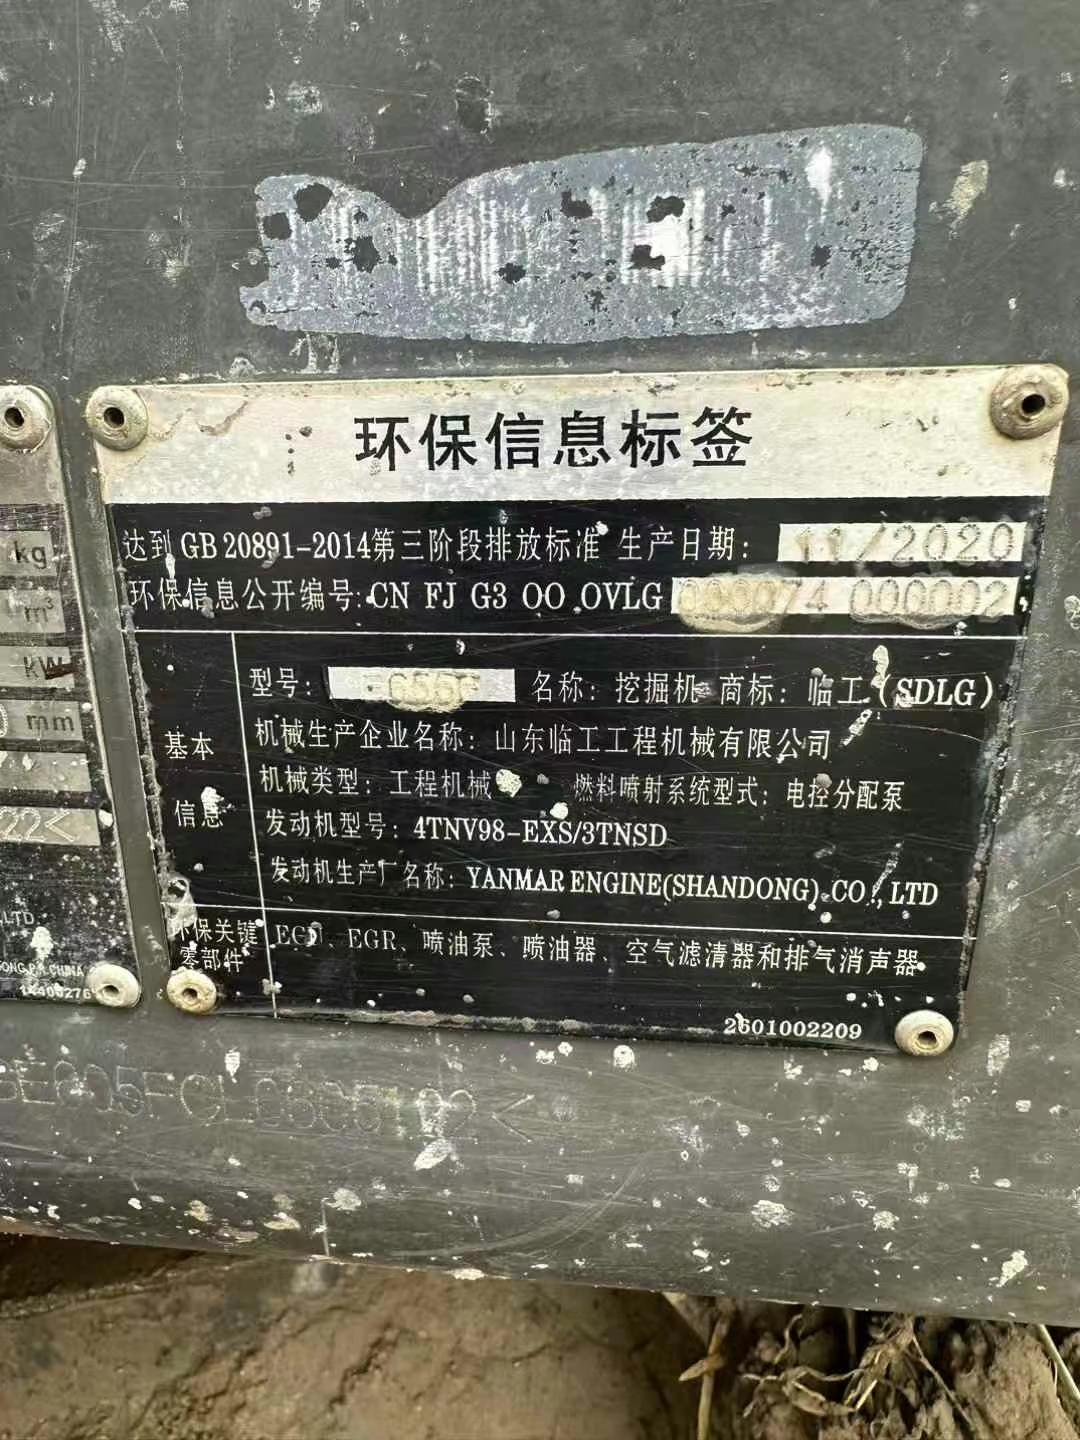 环保信息标签
达到 GB 20891-2014第三阶段排放标准 生产日期: 11/2020
环保信息公开编号: CN FJ G3 OO OVLG 000074 000002
型号: 名称: 挖掘机 商标: 临工(SDLG)
基本
信息
机械生产企业名称: 山东临工工程机械有限公司
机械类型: 工程机械 燃料喷射系统型式: 电控分配泵
发动机型号: 4TNV98-EXS/3TNSD
发动机生产厂名称: YANMAR ENGINE(SHANDONG) CO., LTD
环保关键
零部件
ECU、EGR、喷油泵、喷油器、空气滤清器和排气消声器
2601002209
kg
m³
kW
mm
22<
LTD
CHINA